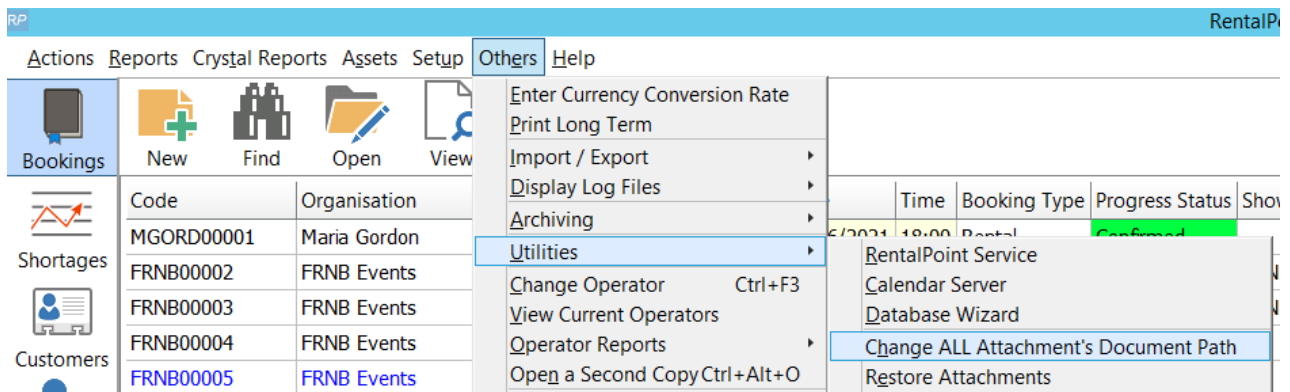 RP RentalP
Actions Reports Crystal Reports Assets Setup Others Help
Bookings
New Find Open View
Shortages
Customers
Enter Currency Conversion Rate
Print Long Term
Import / Export
Display Log Files
Archiving
Utilities
Change Operator Ctrl+F3
View Current Operators
Operator Reports
Open a Second Copy Ctrl+Alt+O
RentalPoint Service
Calendar Server
Database Wizard
Change ALL Attachment's Document Path
Restore Attachments
Code Organisation Time Booking Type Progress Status Show
MGORD00001 Maria Gordon 6/2021 18:00 Rental Confirmed
FRNB00002 FRNB Events
FRNB00003 FRNB Events
FRNB00004 FRNB Events
FRNB00005 FRNB Events